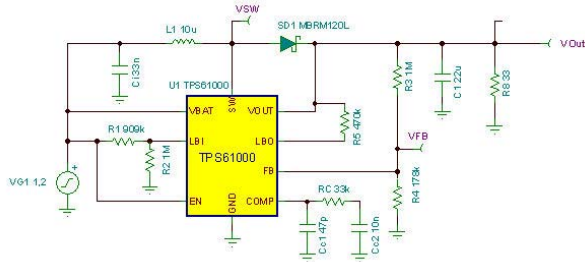 VSW
L1 10u
SD1 MBRM120L
VOut
Ci 33n
U1 TPS61000
R3 1M
C1 22u
R8 33
SW
VBAT
VOUT
R1 909k
LBI
LBO
R5 470k
VFB
R2 1M
TPS61000
FB
VG1 1,2
EN
GND
COMP
RC 33k
R4 178k
Cc1 47p
Cc2 10n